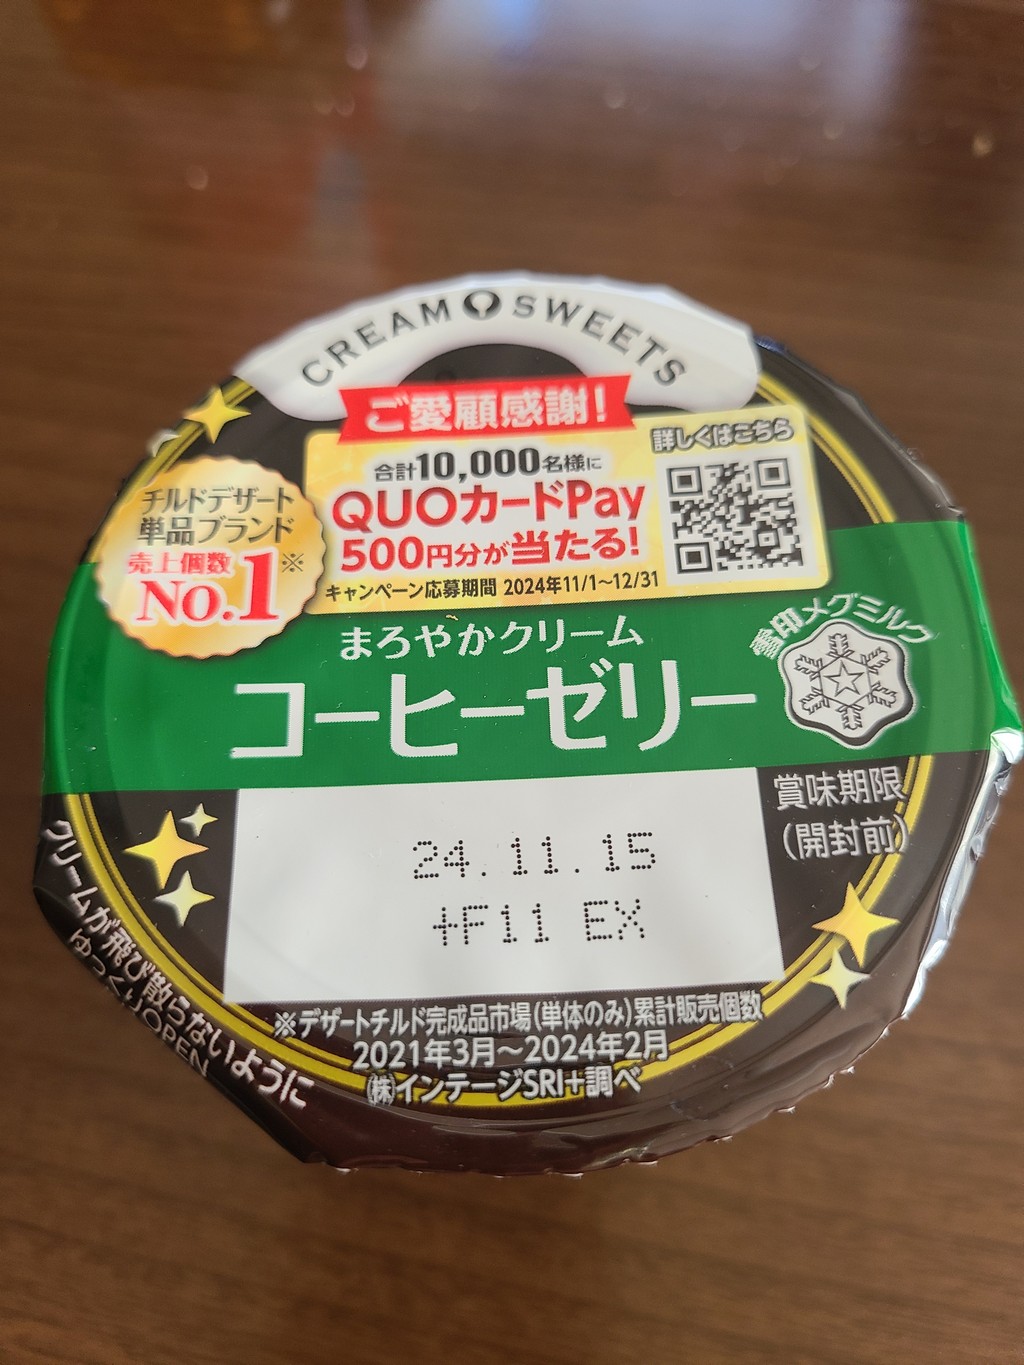 CREAM SWEETS
ご愛顧感謝!
合計10,000名様に
QUOカードPay
500円分が当たる!
キャンペーン応募期間 2024年11/1~12/31
詳しくはこちら
チルドデザート
単品ブランド
売上個数※
No.1
まろやかクリーム
コーヒーゼリー
雪印メグミルク
賞味期限
(開封前)
24.11.15
+F11 EX
※デザートチルド完成品市場(単体のみ)累計販売個数
2021年3月~2024年2月
㈱インテージSRI+調べ
クリームが飛び散らないように
ゆっくりOPEN